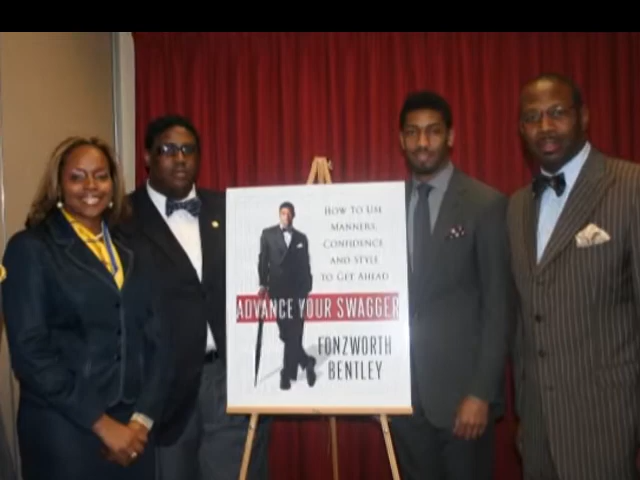 HOW TO USE
MANNERS,
CONFIDENCE
AND STYLE
TO GET AHEAD
ADVANCE YOUR SWAGGER
FONZWORTH
BENTLEY